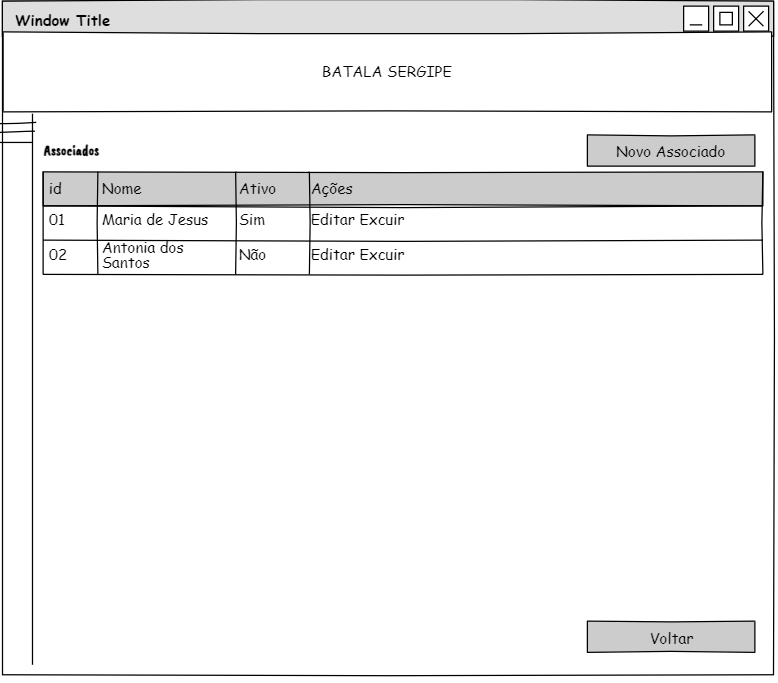 Window Title
BATALA SERGIPE
Associados
Novo Associado
id Nome Ativo Ações
01 Maria de Jesus Sim Editar Excuir
02 Antonia dos Santos Não Editar Excuir
Voltar